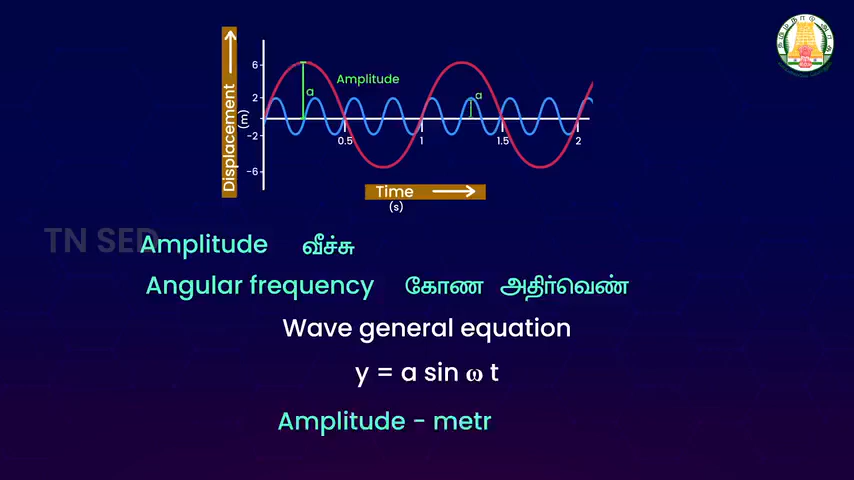 6
Amplitude
a
a
2
Displacement
(m)
0.5
1
1.5
2
-2
-6
Time
(s)
TN SED
Amplitude வீச்சு
Angular frequency கோண அதிர்வெண்
Wave general equation
y = a sin ω t
Amplitude - metr